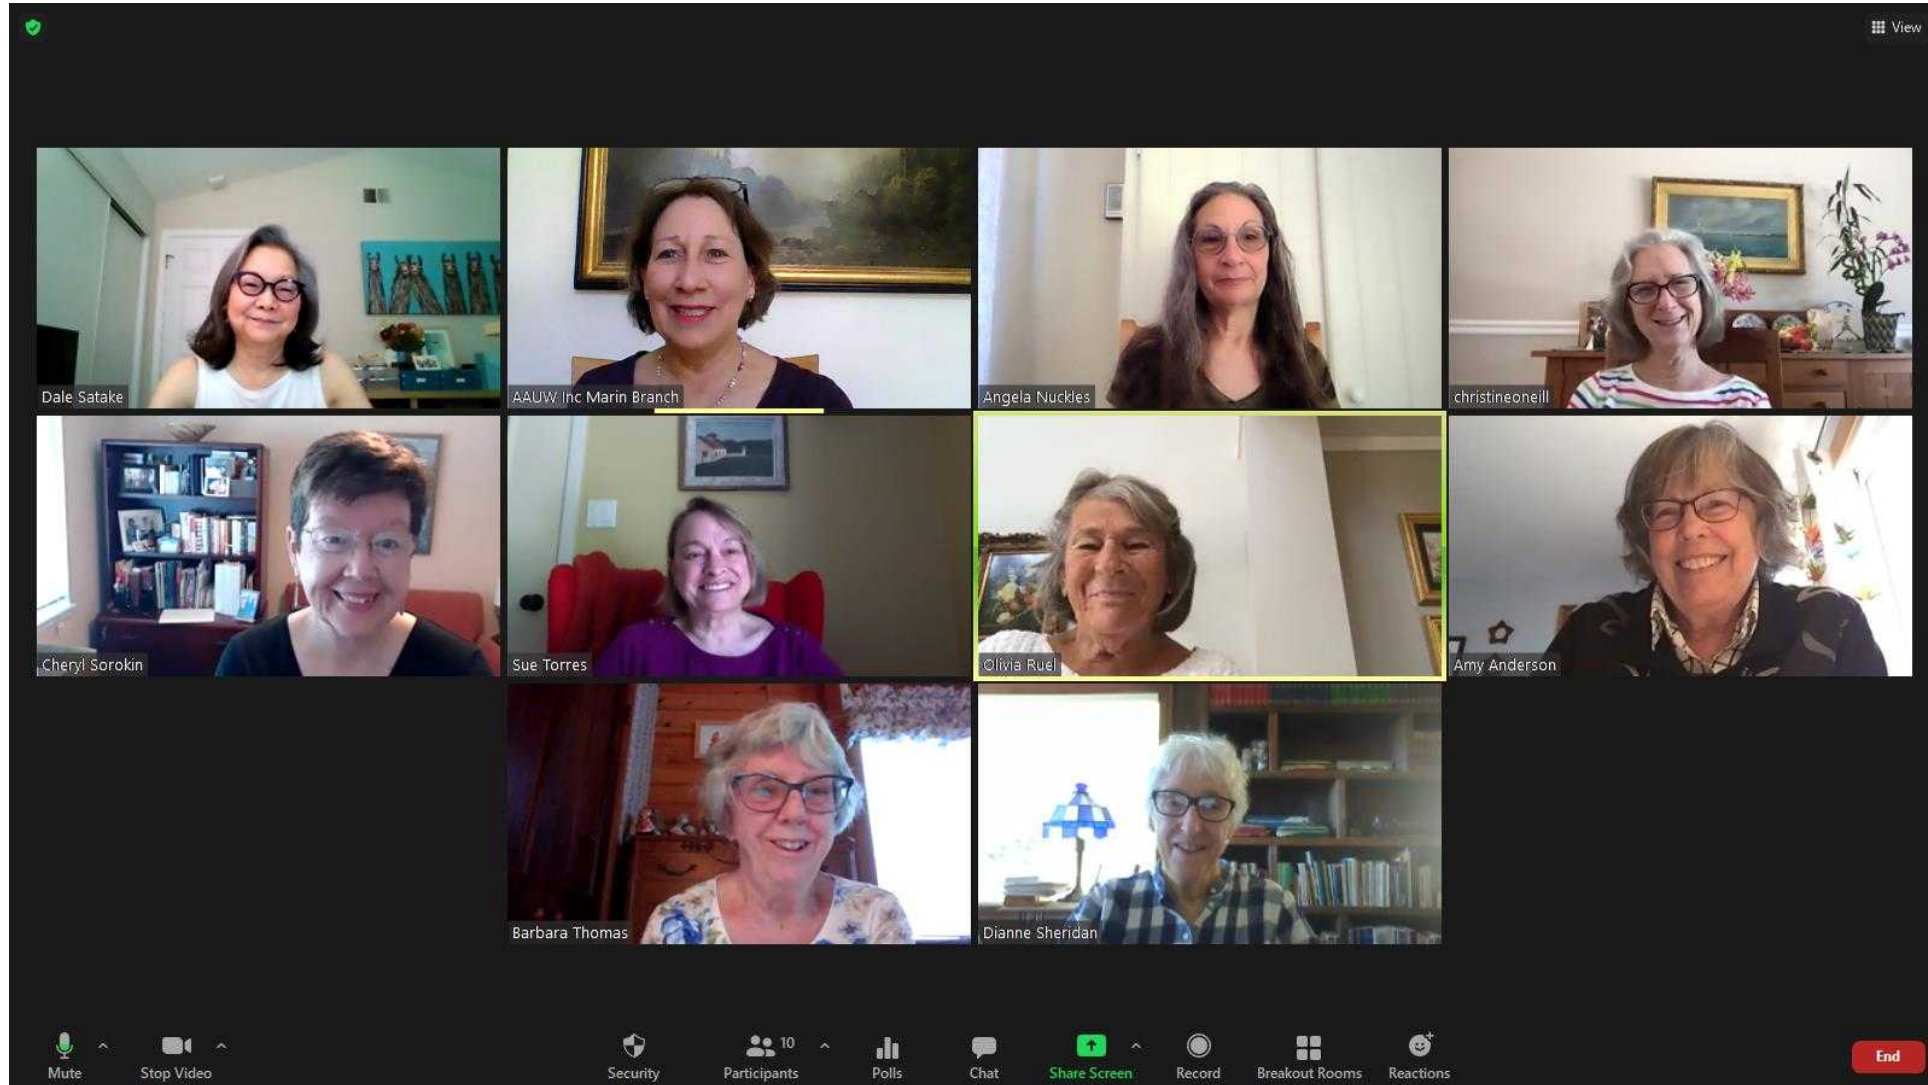 View
Dale Satake
AAUW Inc Marin Branch
Angela Nuckles
christineoneill
Cheryl Sorokin
Sue Torres
Olivia Ruel
Amy Anderson
Barbara Thomas
Dianne Sheridan
10
Mute
Stop Video
Security
Participants
Polls
Chat
Share Screen
Record
Breakout Rooms
Reactions
End